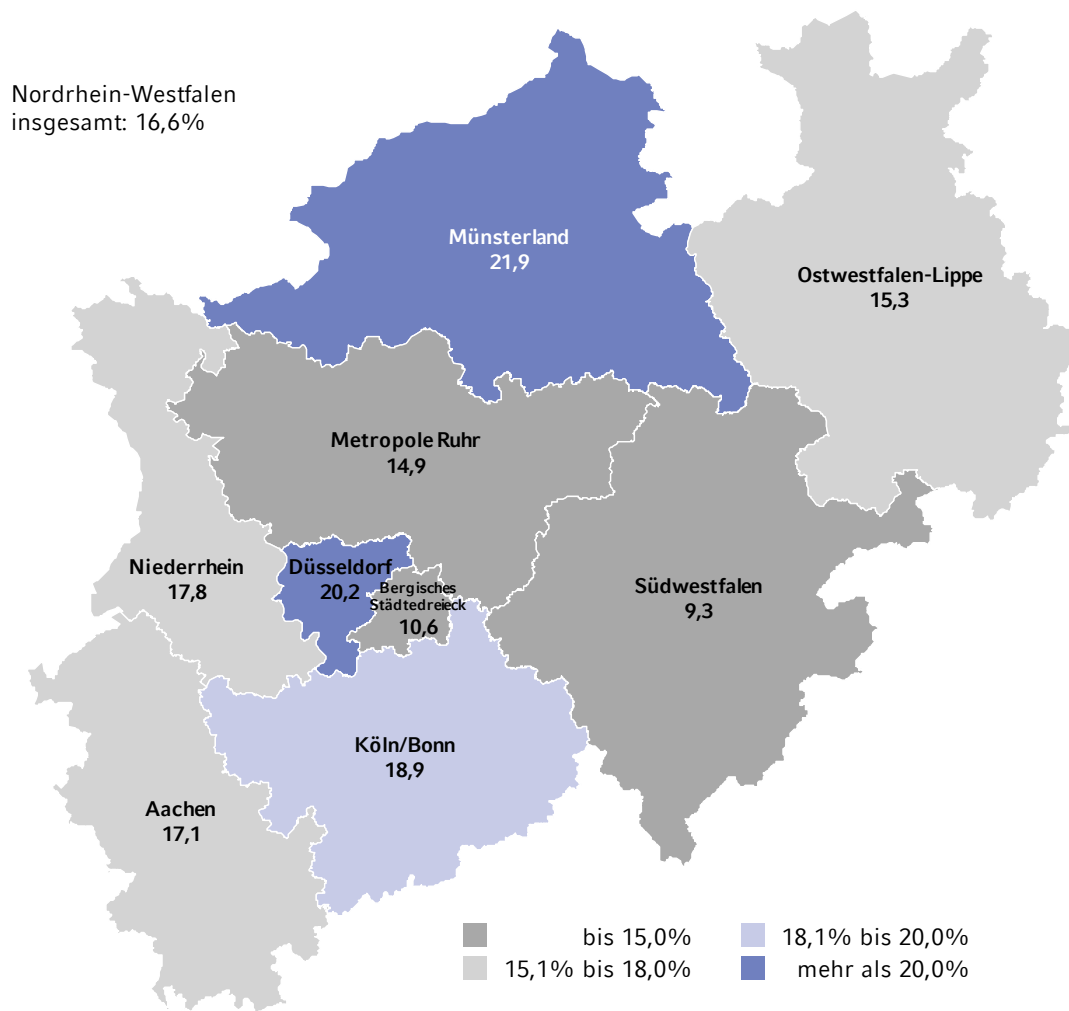 Nordrhein-Westfalen
insgesamt: 16,6%
Münsterland
21,9
Ostwestfalen-Lippe
15,3
Metropole Ruhr
14,9
Niederrhein
17,8
Düsseldorf
20,2
Bergisches
Städtedreieck
10,6
Südwestfalen
9,3
Köln/Bonn
18,9
Aachen
17,1
bis 15,0%
15,1% bis 18,0%
18,1% bis 20,0%
mehr als 20,0%